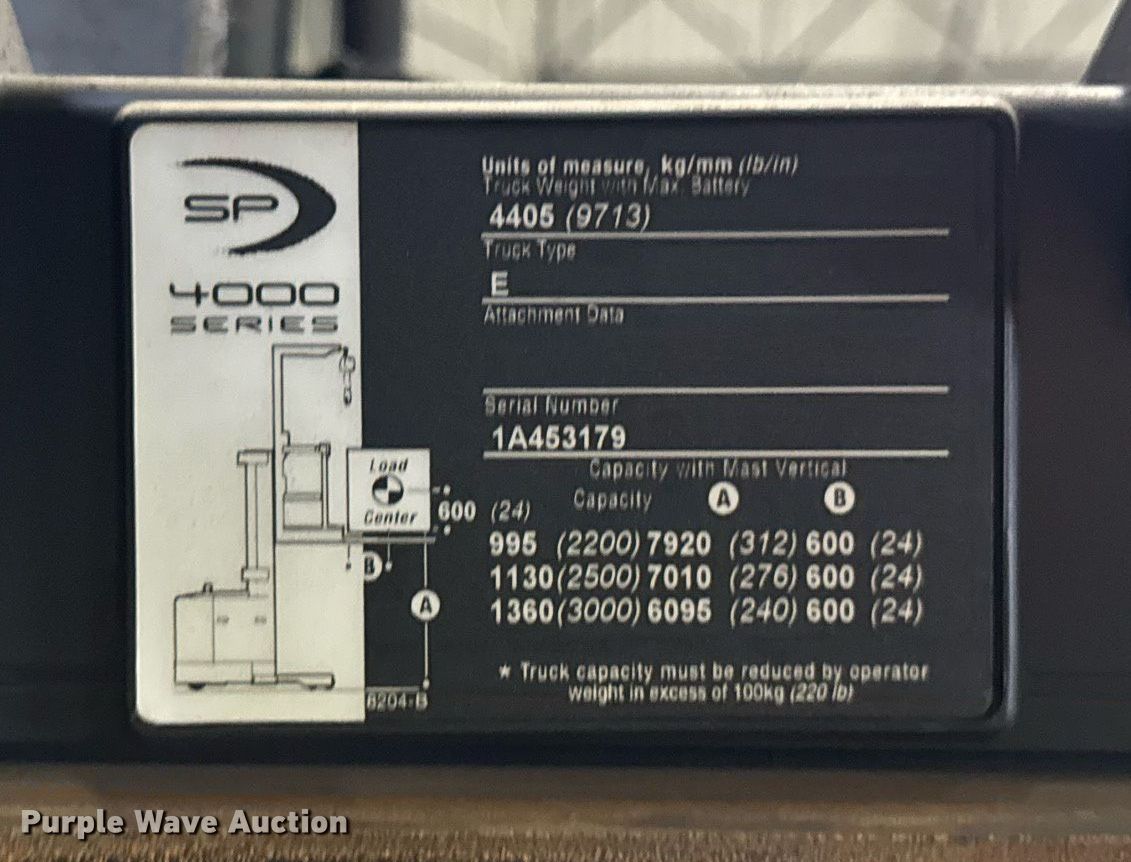 SP
4000
SERIES
Units of measure, kg/mm (lb/in)
Truck Weight with Max. Battery
4405 (9713)
Truck Type
E
Attachment Data
Serial Number
1A453179
Capacity with Mast Vertical
Capacity A B
Load
Center
600 (24)
B
A
995 (2200) 7920 (312) 600 (24)
1130 (2500) 7010 (276) 600 (24)
1360 (3000) 6095 (240) 600 (24)
* Truck capacity must be reduced by operator
weight in excess of 100kg (220 lb)
8204-B
Purple Wave Auction